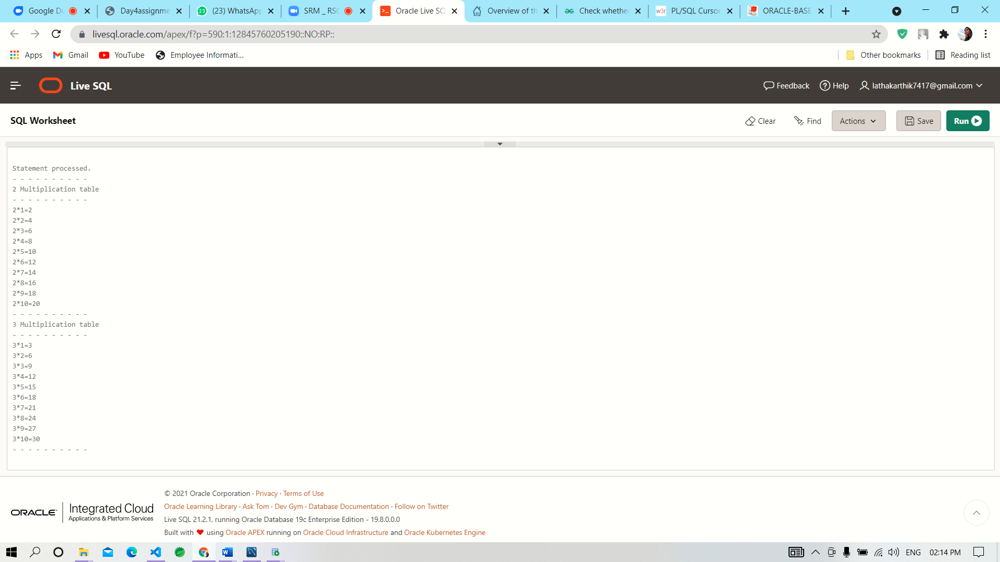 Google Du
Day4assignme
(23) WhatsApp
SRM _ RSC
Oracle Live SQ
Overview of th
Check whether
w3r PL/SQL Cursor
ORACLE-BASE
livesql.oracle.com/apex/f?p=590:1:12845760205190::NO:RP::
Apps
Gmail
YouTube
Employee Informati...
Other bookmarks
Reading list
Live SQL
Feedback
Help
lathakarthik7417@gmail.com
SQL Worksheet
Clear
Find
Actions
Save
Run
Statement processed.
- - - - - - - - - -
2 Multiplication table
- - - - - - - - - -
2*1=2
2*2=4
2*3=6
2*4=8
2*5=10
2*6=12
2*7=14
2*8=16
2*9=18
2*10=20
- - - - - - - - - -
3 Multiplication table
- - - - - - - - - -
3*1=3
3*2=6
3*3=9
3*4=12
3*5=15
3*6=18
3*7=21
3*8=24
3*9=27
3*10=30
- - - - - - - - - -
ORACLE
Integrated Cloud
Applications & Platform Services
© 2021 Oracle Corporation · Privacy · Terms of Use
Oracle Learning Library · Ask Tom · Dev Gym · Database Documentation · Follow on Twitter
Live SQL 21.2.1, running Oracle Database 19c Enterprise Edition - 19.8.0.0.0
Built with ❤ using Oracle APEX running on Oracle Cloud Infrastructure and Oracle Kubernetes Engine
ENG
02:14 PM